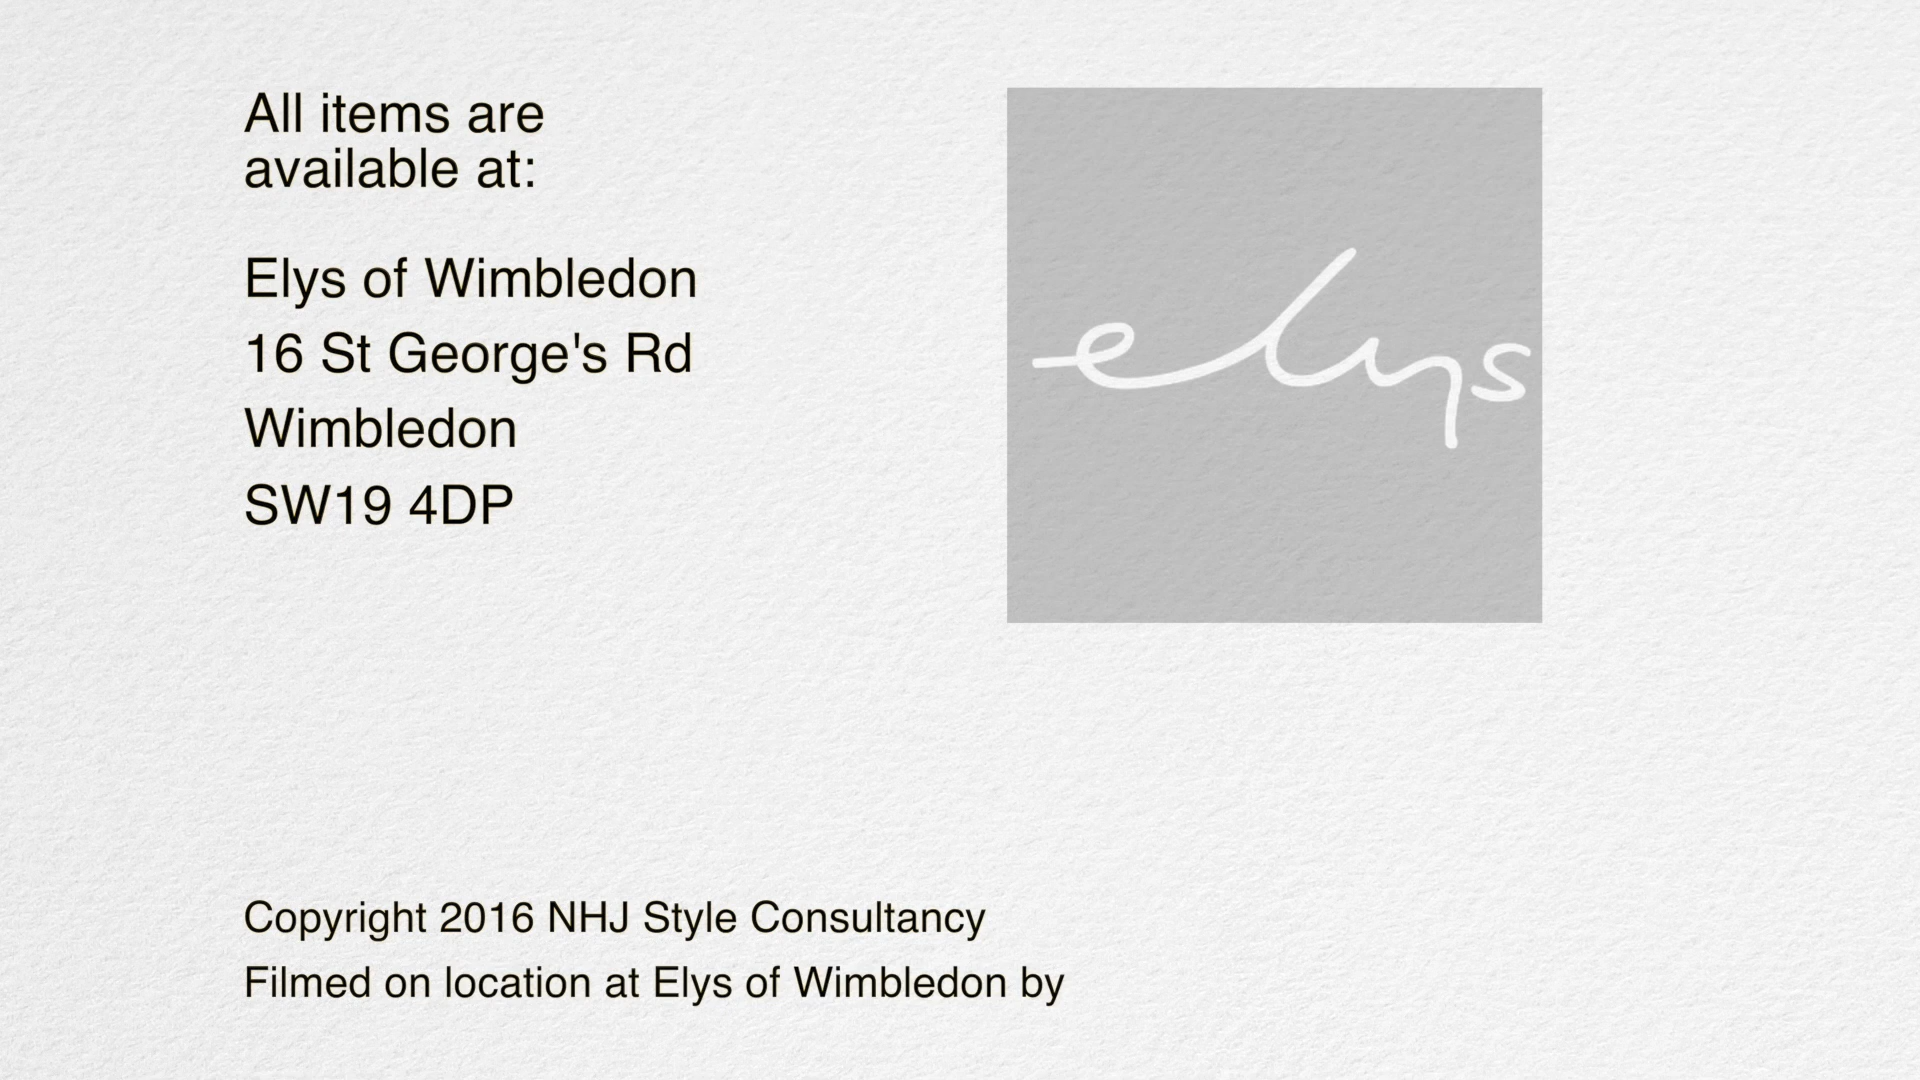 All items are
available at:
Elys of Wimbledon
16 St George's Rd
Wimbledon
SW19 4DP
elys
Copyright 2016 NHJ Style Consultancy
Filmed on location at Elys of Wimbledon by